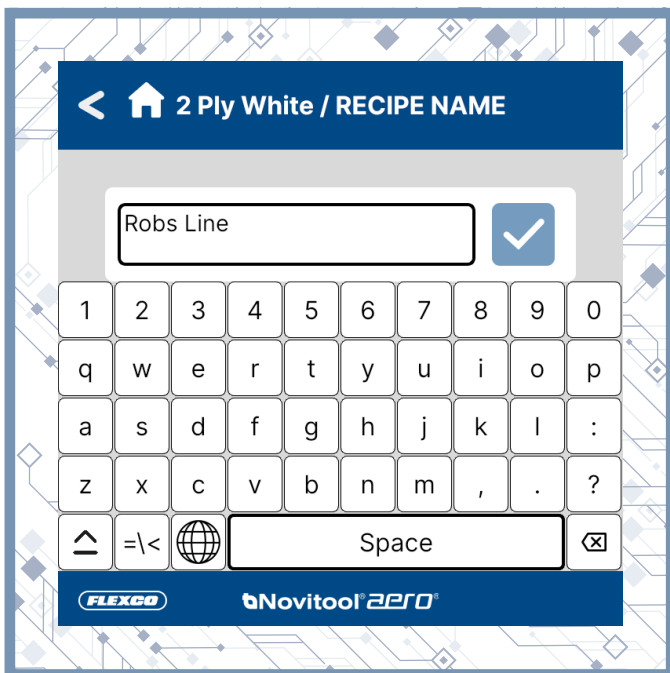 < 2 Ply White / RECIPE NAME
Robs Line
1 2 3 4 5 6 7 8 9 0
q w e r t y u i o p
a s d f g h j k l :
z x c v b n m , . ?
=\< Space
FLEXCO Novitool® aero®